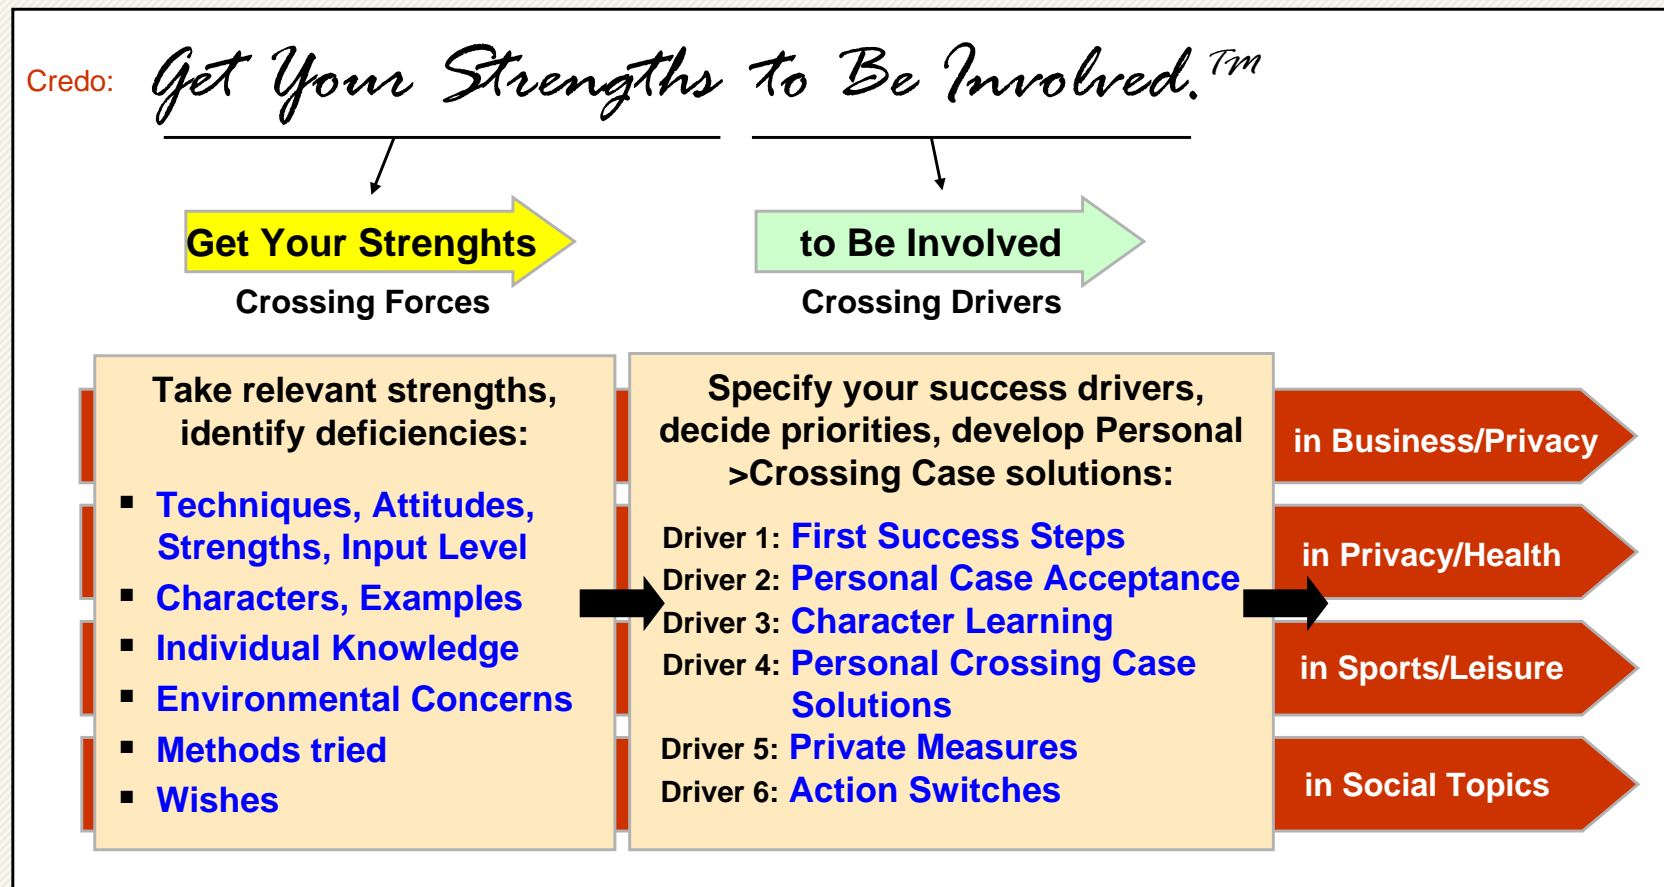 Credo: Get Your Strengths to Be Involved.™
Get Your Strenghts
to Be Involved
Crossing Forces
Crossing Drivers
Take relevant strengths,
identify deficiencies:
▪ Techniques, Attitudes,
Strengths, Input Level
▪ Characters, Examples
▪ Individual Knowledge
▪ Environmental Concerns
▪ Methods tried
▪ Wishes
Specify your success drivers,
decide priorities, develop Personal
>Crossing Case solutions:
Driver 1: First Success Steps
Driver 2: Personal Case Acceptance
Driver 3: Character Learning
Driver 4: Personal Crossing Case
Solutions
Driver 5: Private Measures
Driver 6: Action Switches
in Business/Privacy
in Privacy/Health
in Sports/Leisure
in Social Topics